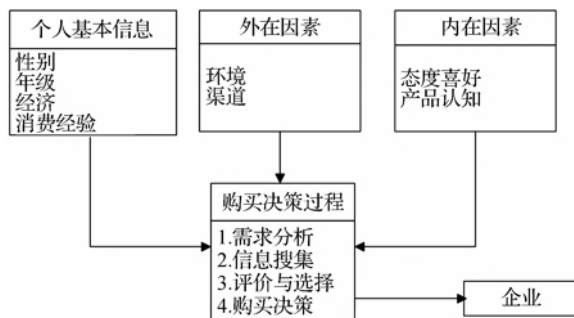 个人基本信息
性别
年级
经济
消费经验
外在因素
环境
渠道
内在因素
态度喜好
产品认知
购买决策过程
1.需求分析
2.信息搜集
3.评价与选择
4.购买决策
企业